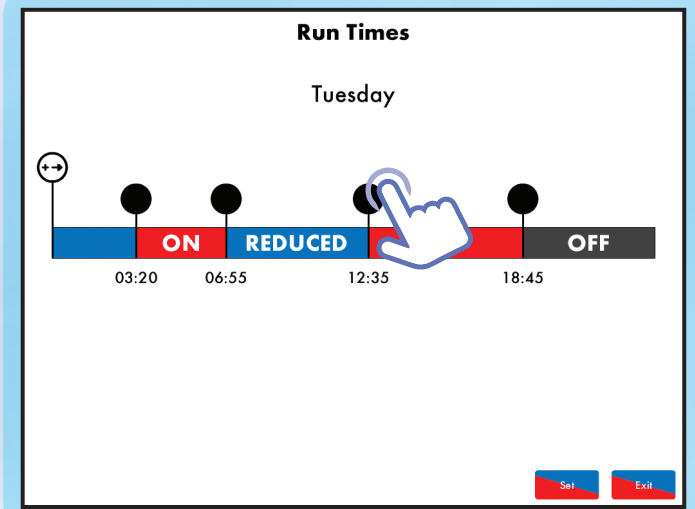 Run Times
Tuesday
ON REDUCED OFF
03:20 06:55 12:35 18:45
Set Exit